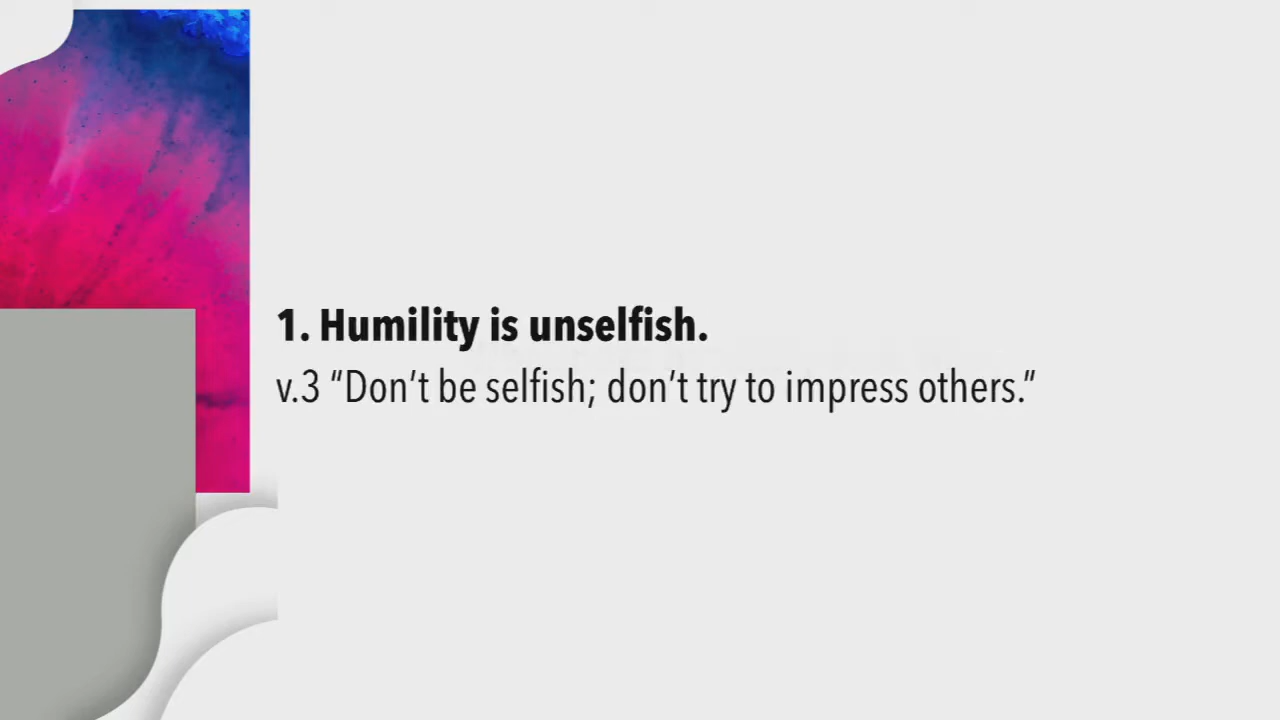 1. Humility is unselfish.
v.3 “Don’t be selfish; don’t try to impress others.”